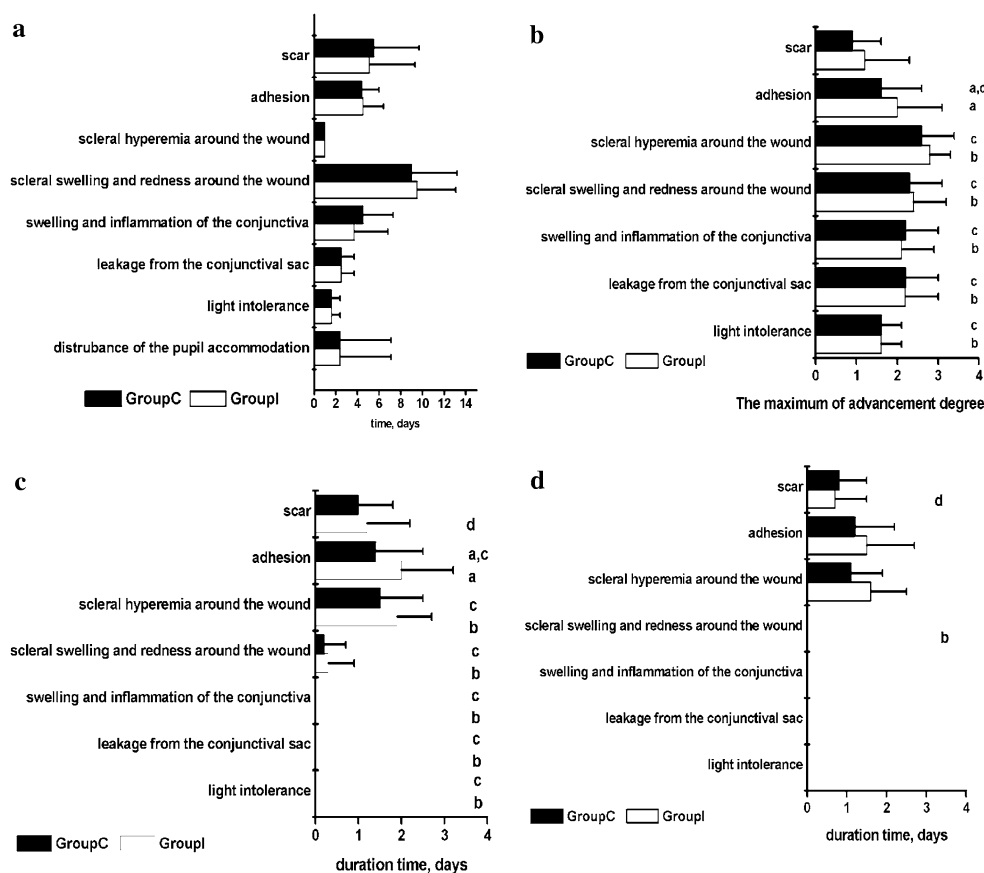 a
scar
adhesion
scleral hyperemia around the wound
scleral swelling and redness around the wound
swelling and inflammation of the conjunctiva
leakage from the conjunctival sac
light intolerance
distrubance of the pupil accommodation
GroupC GroupI
0 2 4 6 8 10 12 14
time, days
b
scar
adhesion a,c
a
scleral hyperemia around the wound c
b
scleral swelling and redness around the wound c
b
swelling and inflammation of the conjunctiva c
b
leakage from the conjunctival sac c
b
light intolerance c
b
GroupC GroupI
0 1 2 3 4
The maximum of advancement degree
c
scar
d
adhesion a,c
a
scleral hyperemia around the wound c
b
scleral swelling and redness around the wound c
b
swelling and inflammation of the conjunctiva c
b
leakage from the conjunctival sac c
b
light intolerance c
b
GroupC GroupI
0 1 2 3 4
duration time, days
d
scar
d
adhesion
scleral hyperemia around the wound
scleral swelling and redness around the wound
b
swelling and inflammation of the conjunctiva
leakage from the conjunctival sac
light intolerance
GroupC GroupI
0 1 2 3 4
duration time, days